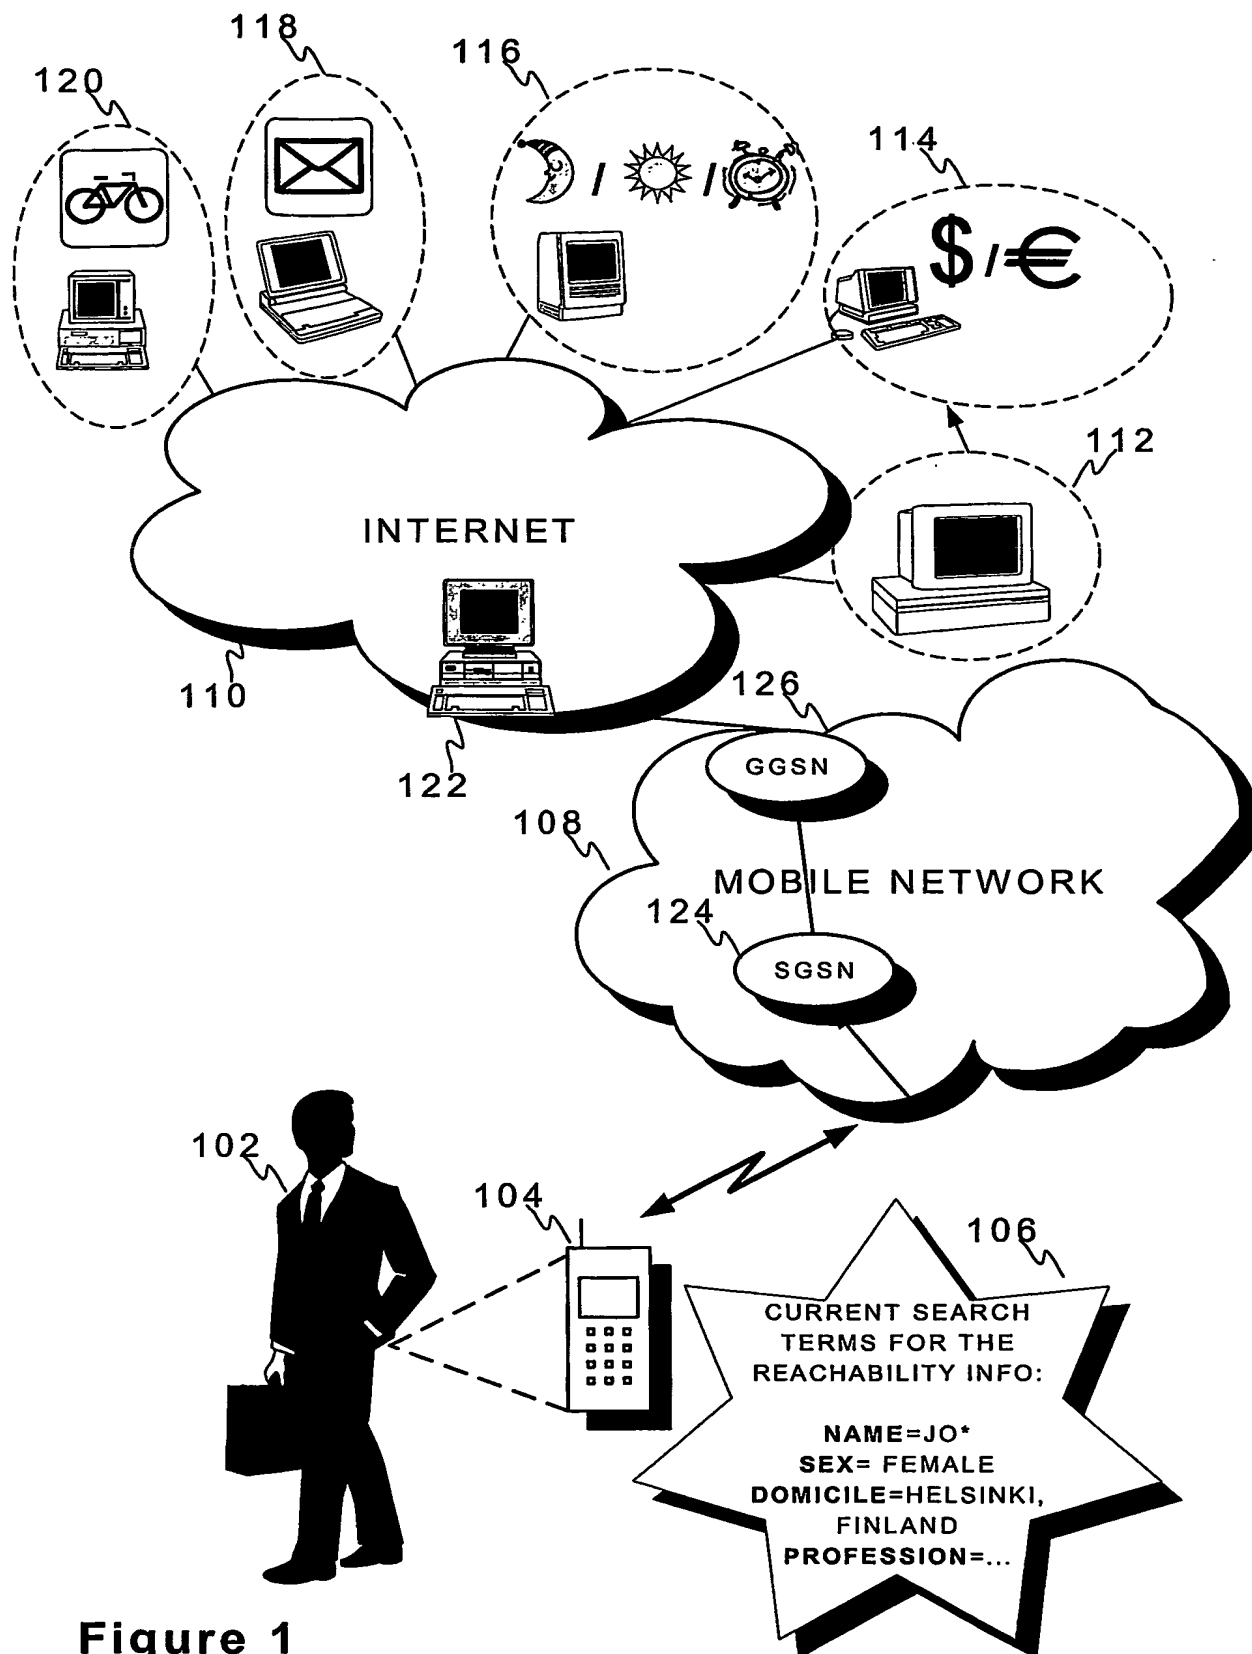 118
116
120
114
$/€
112
INTERNET
110
126
122
GGSN
108
MOBILE NETWORK
124
SGSN
102
104
106
CURRENT SEARCH
TERMS FOR THE
REACHABILITY INFO:
NAME=JO*
SEX= FEMALE
DOMICILE=HELSINKI,
FINLAND
PROFESSION=...
Figure 1